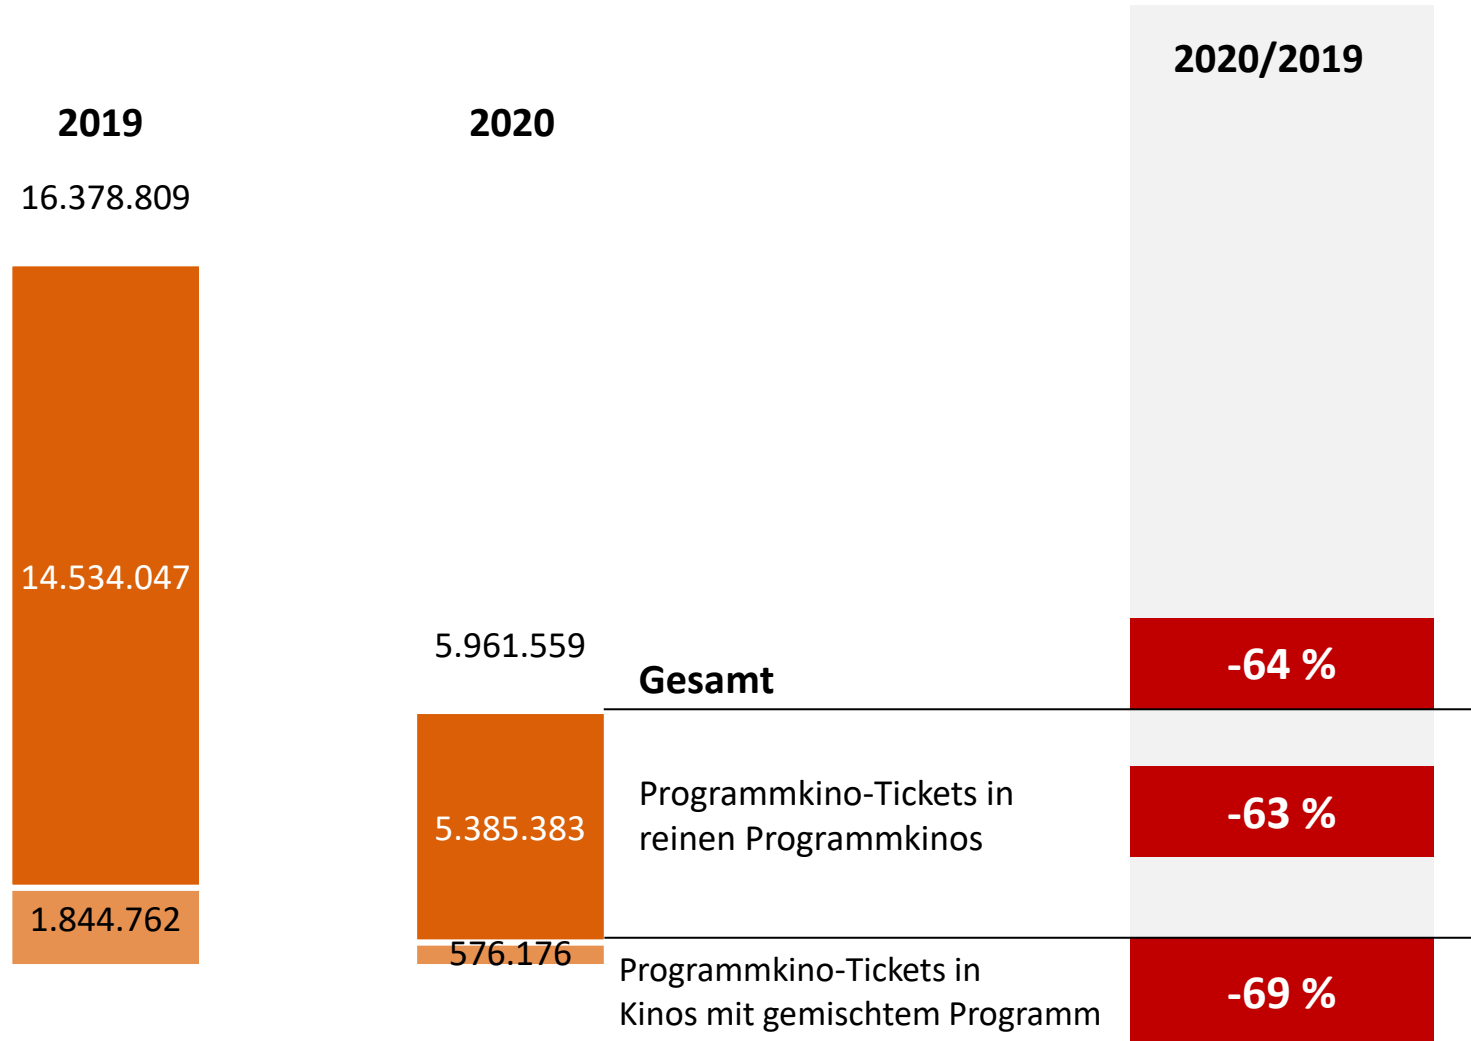 2020/2019
2019
2020
16.378.809
14.534.047
5.961.559
Gesamt
-64 %
Programmkino-Tickets in
reinen Programmkinos
5.385.383
-63 %
1.844.762
576.176
Programmkino-Tickets in
Kinos mit gemischtem Programm
-69 %